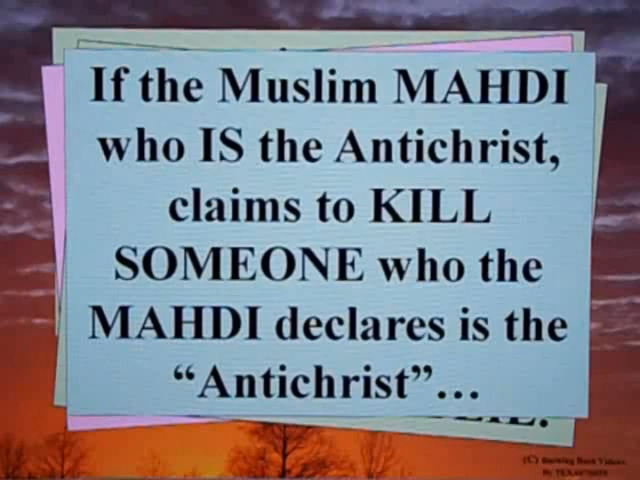 If the Muslim MAHDI
who IS the Antichrist,
claims to KILL
SOMEONE who the
MAHDI declares is the
“Antichrist”…